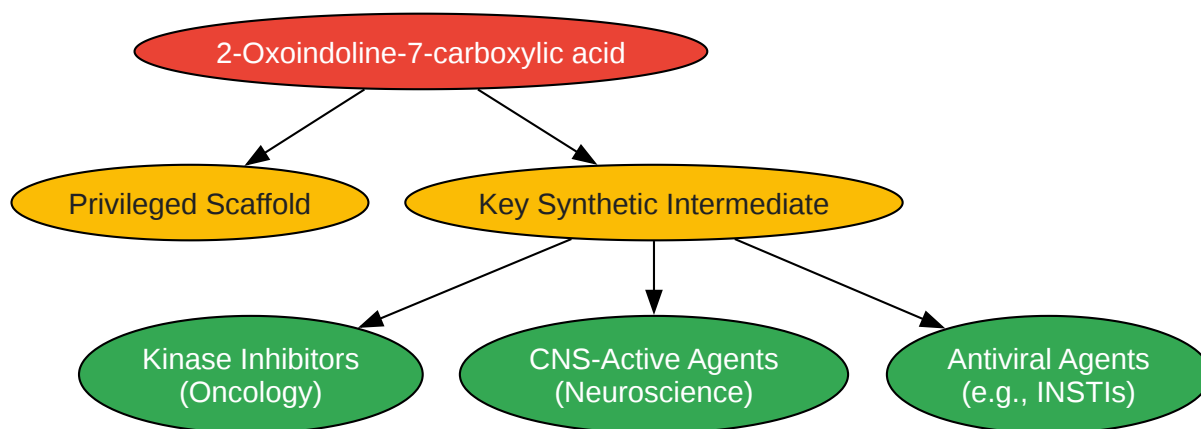 2-Oxoindoline-7-carboxylic acid
Privileged Scaffold
Key Synthetic Intermediate
Kinase Inhibitors
(Oncology)
CNS-Active Agents
(Neuroscience)
Antiviral Agents
(e.g., INSTIs)